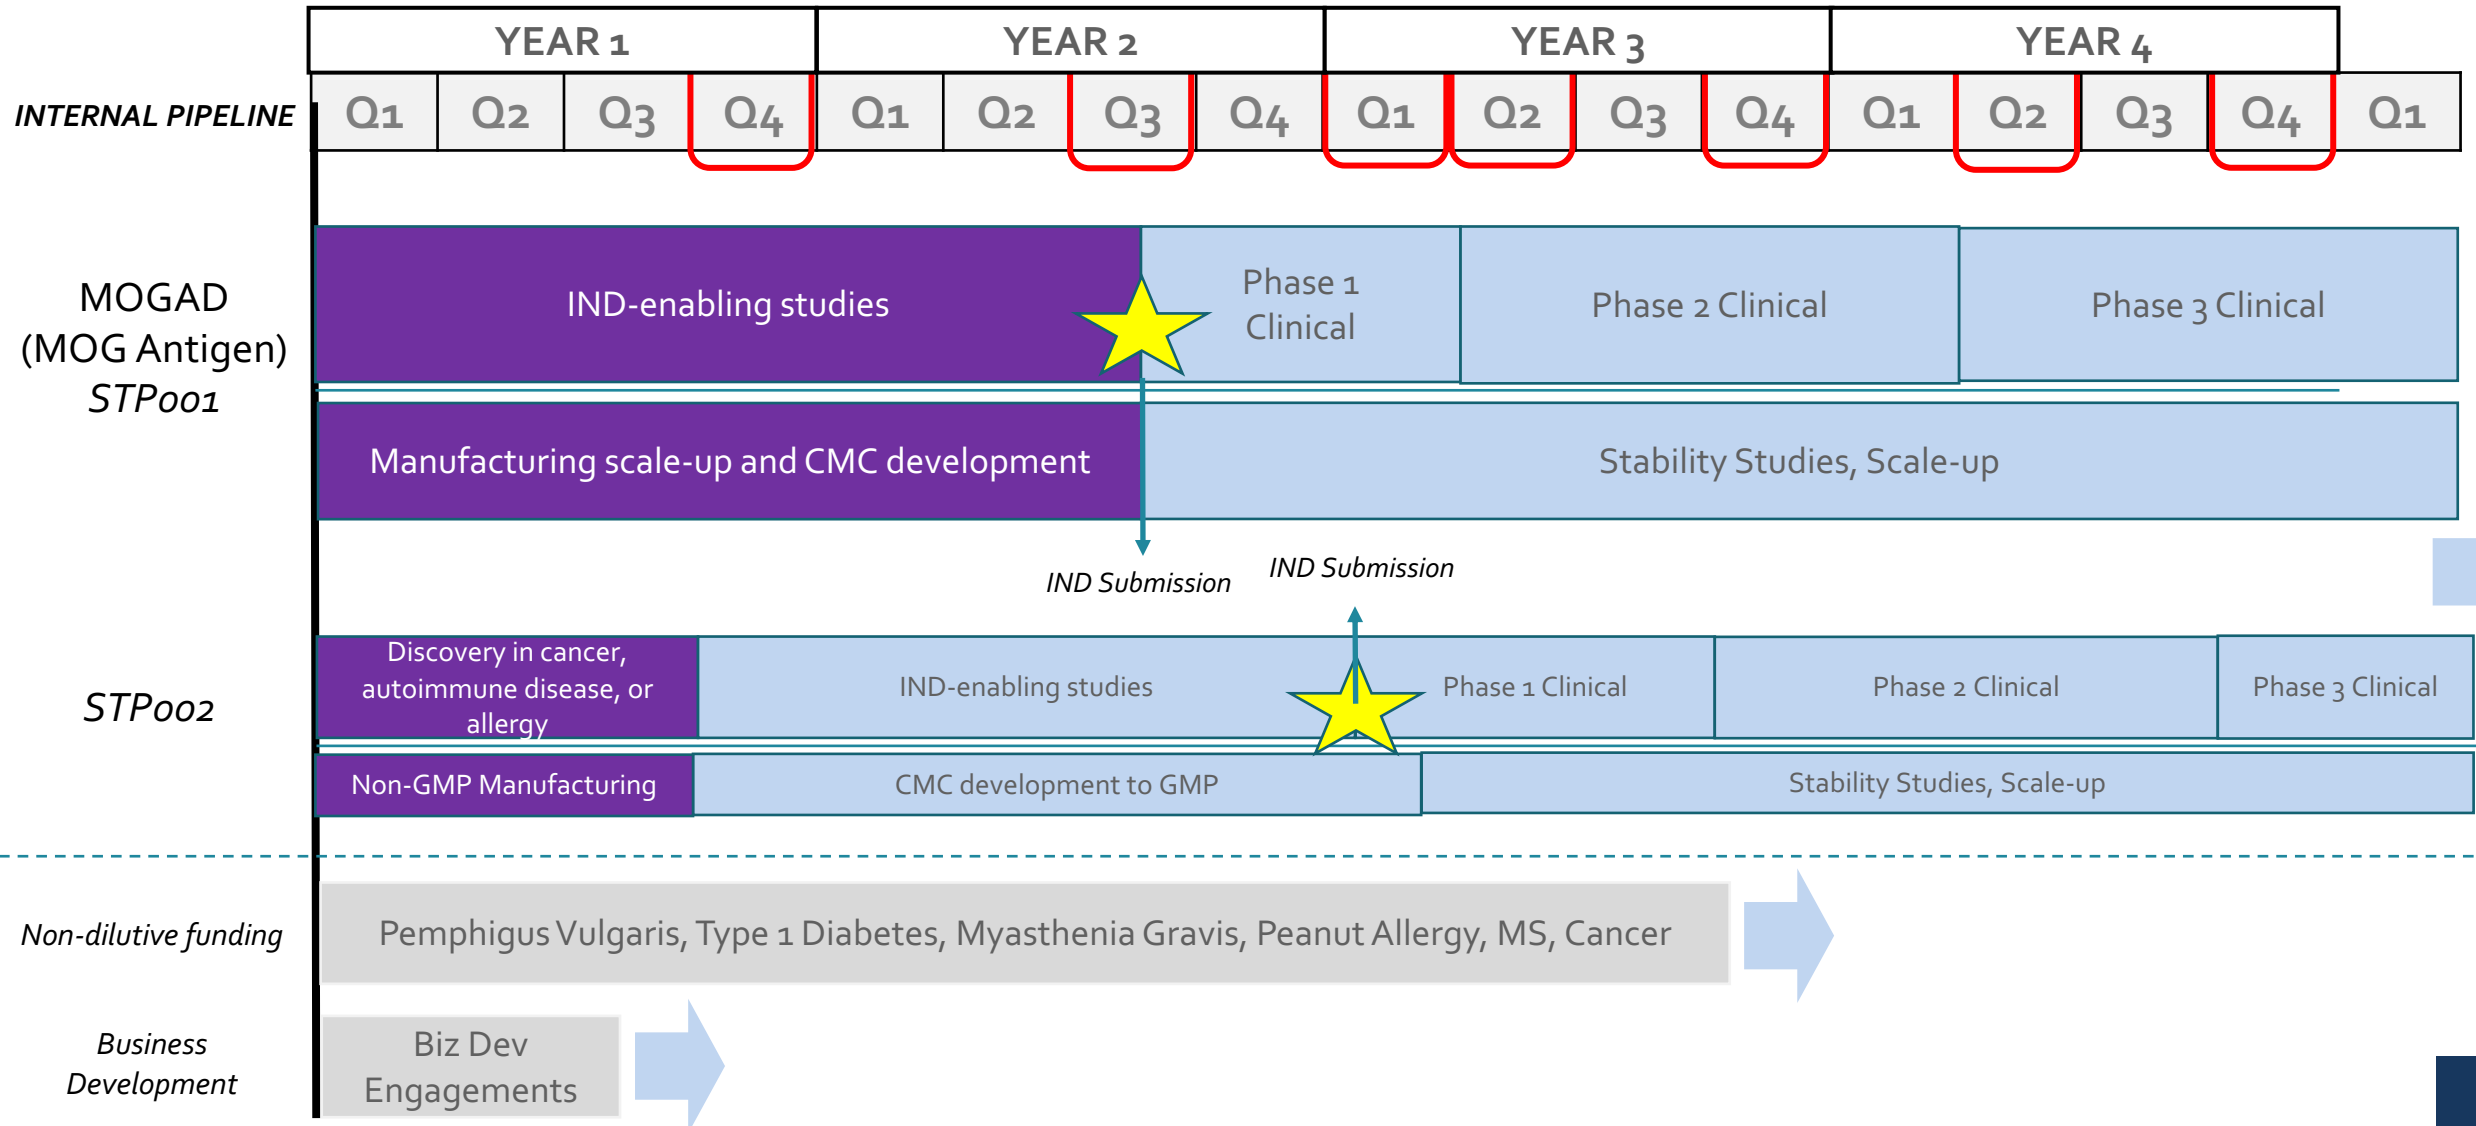 YEAR 1 YEAR 2 YEAR 3 YEAR 4
INTERNAL PIPELINE Q1 Q2 Q3 Q4 Q1 Q2 Q3 Q4 Q1 Q2 Q3 Q4 Q1 Q2 Q3 Q4 Q1
MOGAD
(MOG Antigen)
STP001
IND-enabling studies
Phase 1
Clinical
Phase 2 Clinical
Phase 3 Clinical
Manufacturing scale-up and CMC development
Stability Studies, Scale-up
IND Submission
IND Submission
STP002
Discovery in cancer,
autoimmune disease, or
allergy
IND-enabling studies
Phase 1 Clinical
Phase 2 Clinical
Phase 3 Clinical
Non-GMP Manufacturing
CMC development to GMP
Stability Studies, Scale-up
Non-dilutive funding
Pemphigus Vulgaris, Type 1 Diabetes, Myasthenia Gravis, Peanut Allergy, MS, Cancer
Business
Development
Biz Dev
Engagements